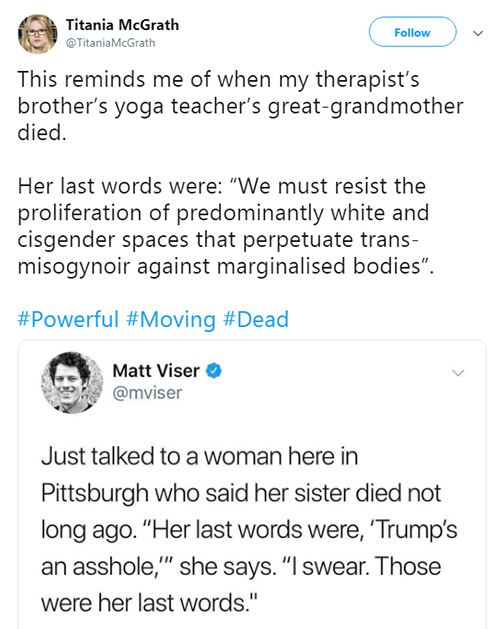 Titania McGrath
@TitaniaMcGrath
Follow
This reminds me of when my therapist's
brother's yoga teacher's great-grandmother
died.
Her last words were: “We must resist the
proliferation of predominantly white and
cisgender spaces that perpetuate trans-
misogynoir against marginalised bodies”.
#Powerful #Moving #Dead
Matt Viser
@mviser
Just talked to a woman here in
Pittsburgh who said her sister died not
long ago. “Her last words were, ‘Trump's
an asshole,’” she says. “I swear. Those
were her last words."